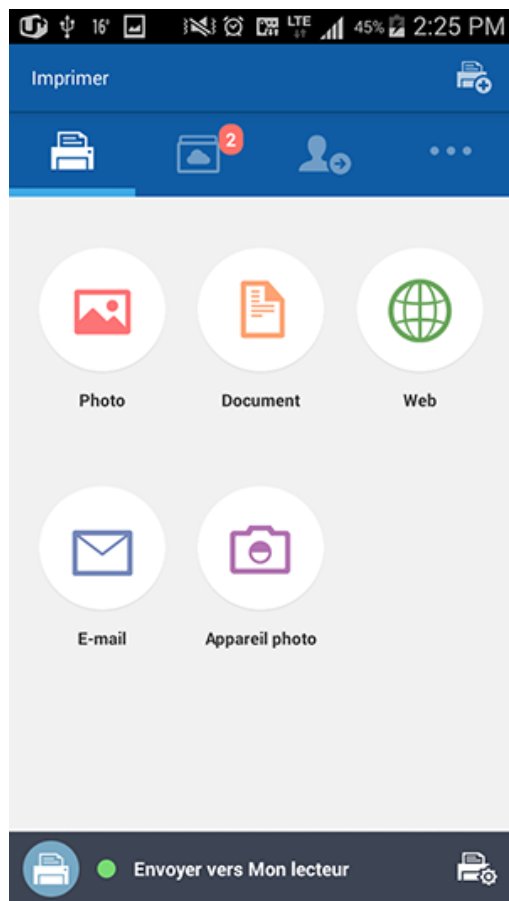 16° LTE 45% 2:25 PM
Imprimer
2
Photo Document Web
E-mail Appareil photo
Envoyer vers Mon lecteur